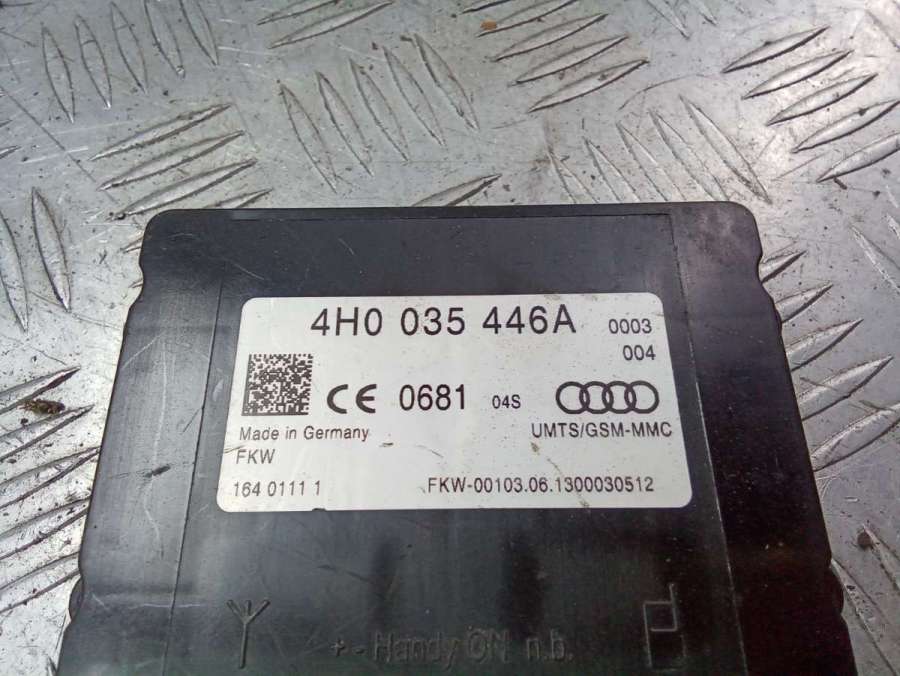 4H0 035 446A 0003
004
CE 0681 04S
Made in Germany UMTS/GSM-MMC
FKW
164 0111 1 FKW-00103.06.1300030512
+- Handy ON n.b.